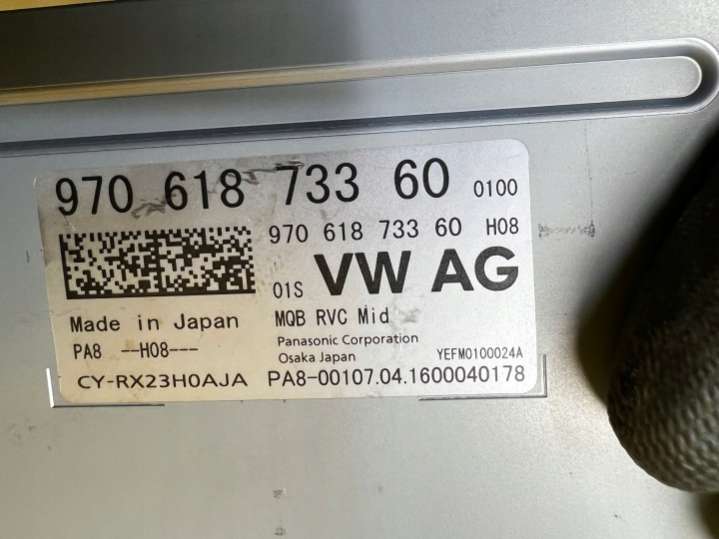 970 618 733 60 0100
970 618 733 60 H08
01S VW AG
Made in Japan
MQB RVC Mid
PA8 --H08---
Panasonic Corporation
Osaka Japan
YEFM0100024A
CY-RX23H0AJA
PA8-00107.04.1600040178